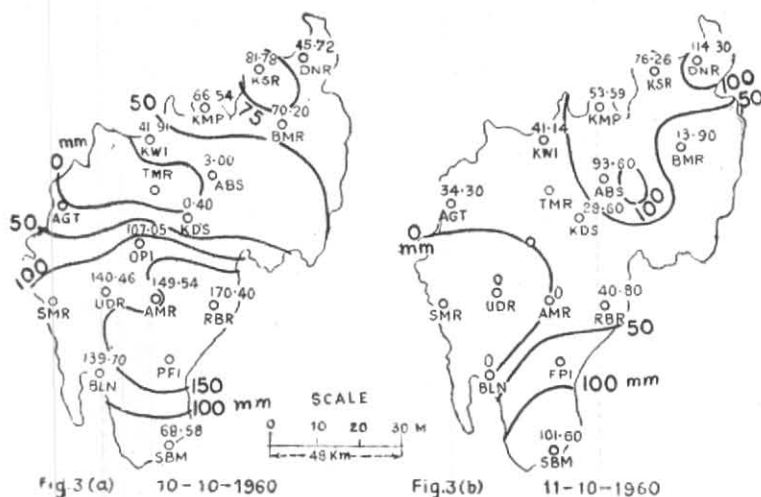 45·72
DNR
81·78
KSR
66·54
KMP
50
75
70·20
BMR
41·91
KWI
0 mm
TMR
3·00
ABS
AGT
0·40
KDS
50
107·05
OPI
100
140·46
UDR
149·54
AMR
170·40
RBR
SMR
139·70
BLN
PFI
150
100 mm
68·58
SBM
SCALE
0 10 20 30 M
48 Km
Fig.3(a) 10-10-1960
114·30
DNR
76·26
KSR
100
50
53·59
KMP
41·14
KWI
13·90
BMR
93·60
ABS
100
TMR
29·60
KDS
34·30
AGT
0 mm
0
UDR
0
AMR
40·80
RBR
SMR
50
0
BLN
FPI
100 mm
101·60
SBM
Fig.3(b) 11-10-1960